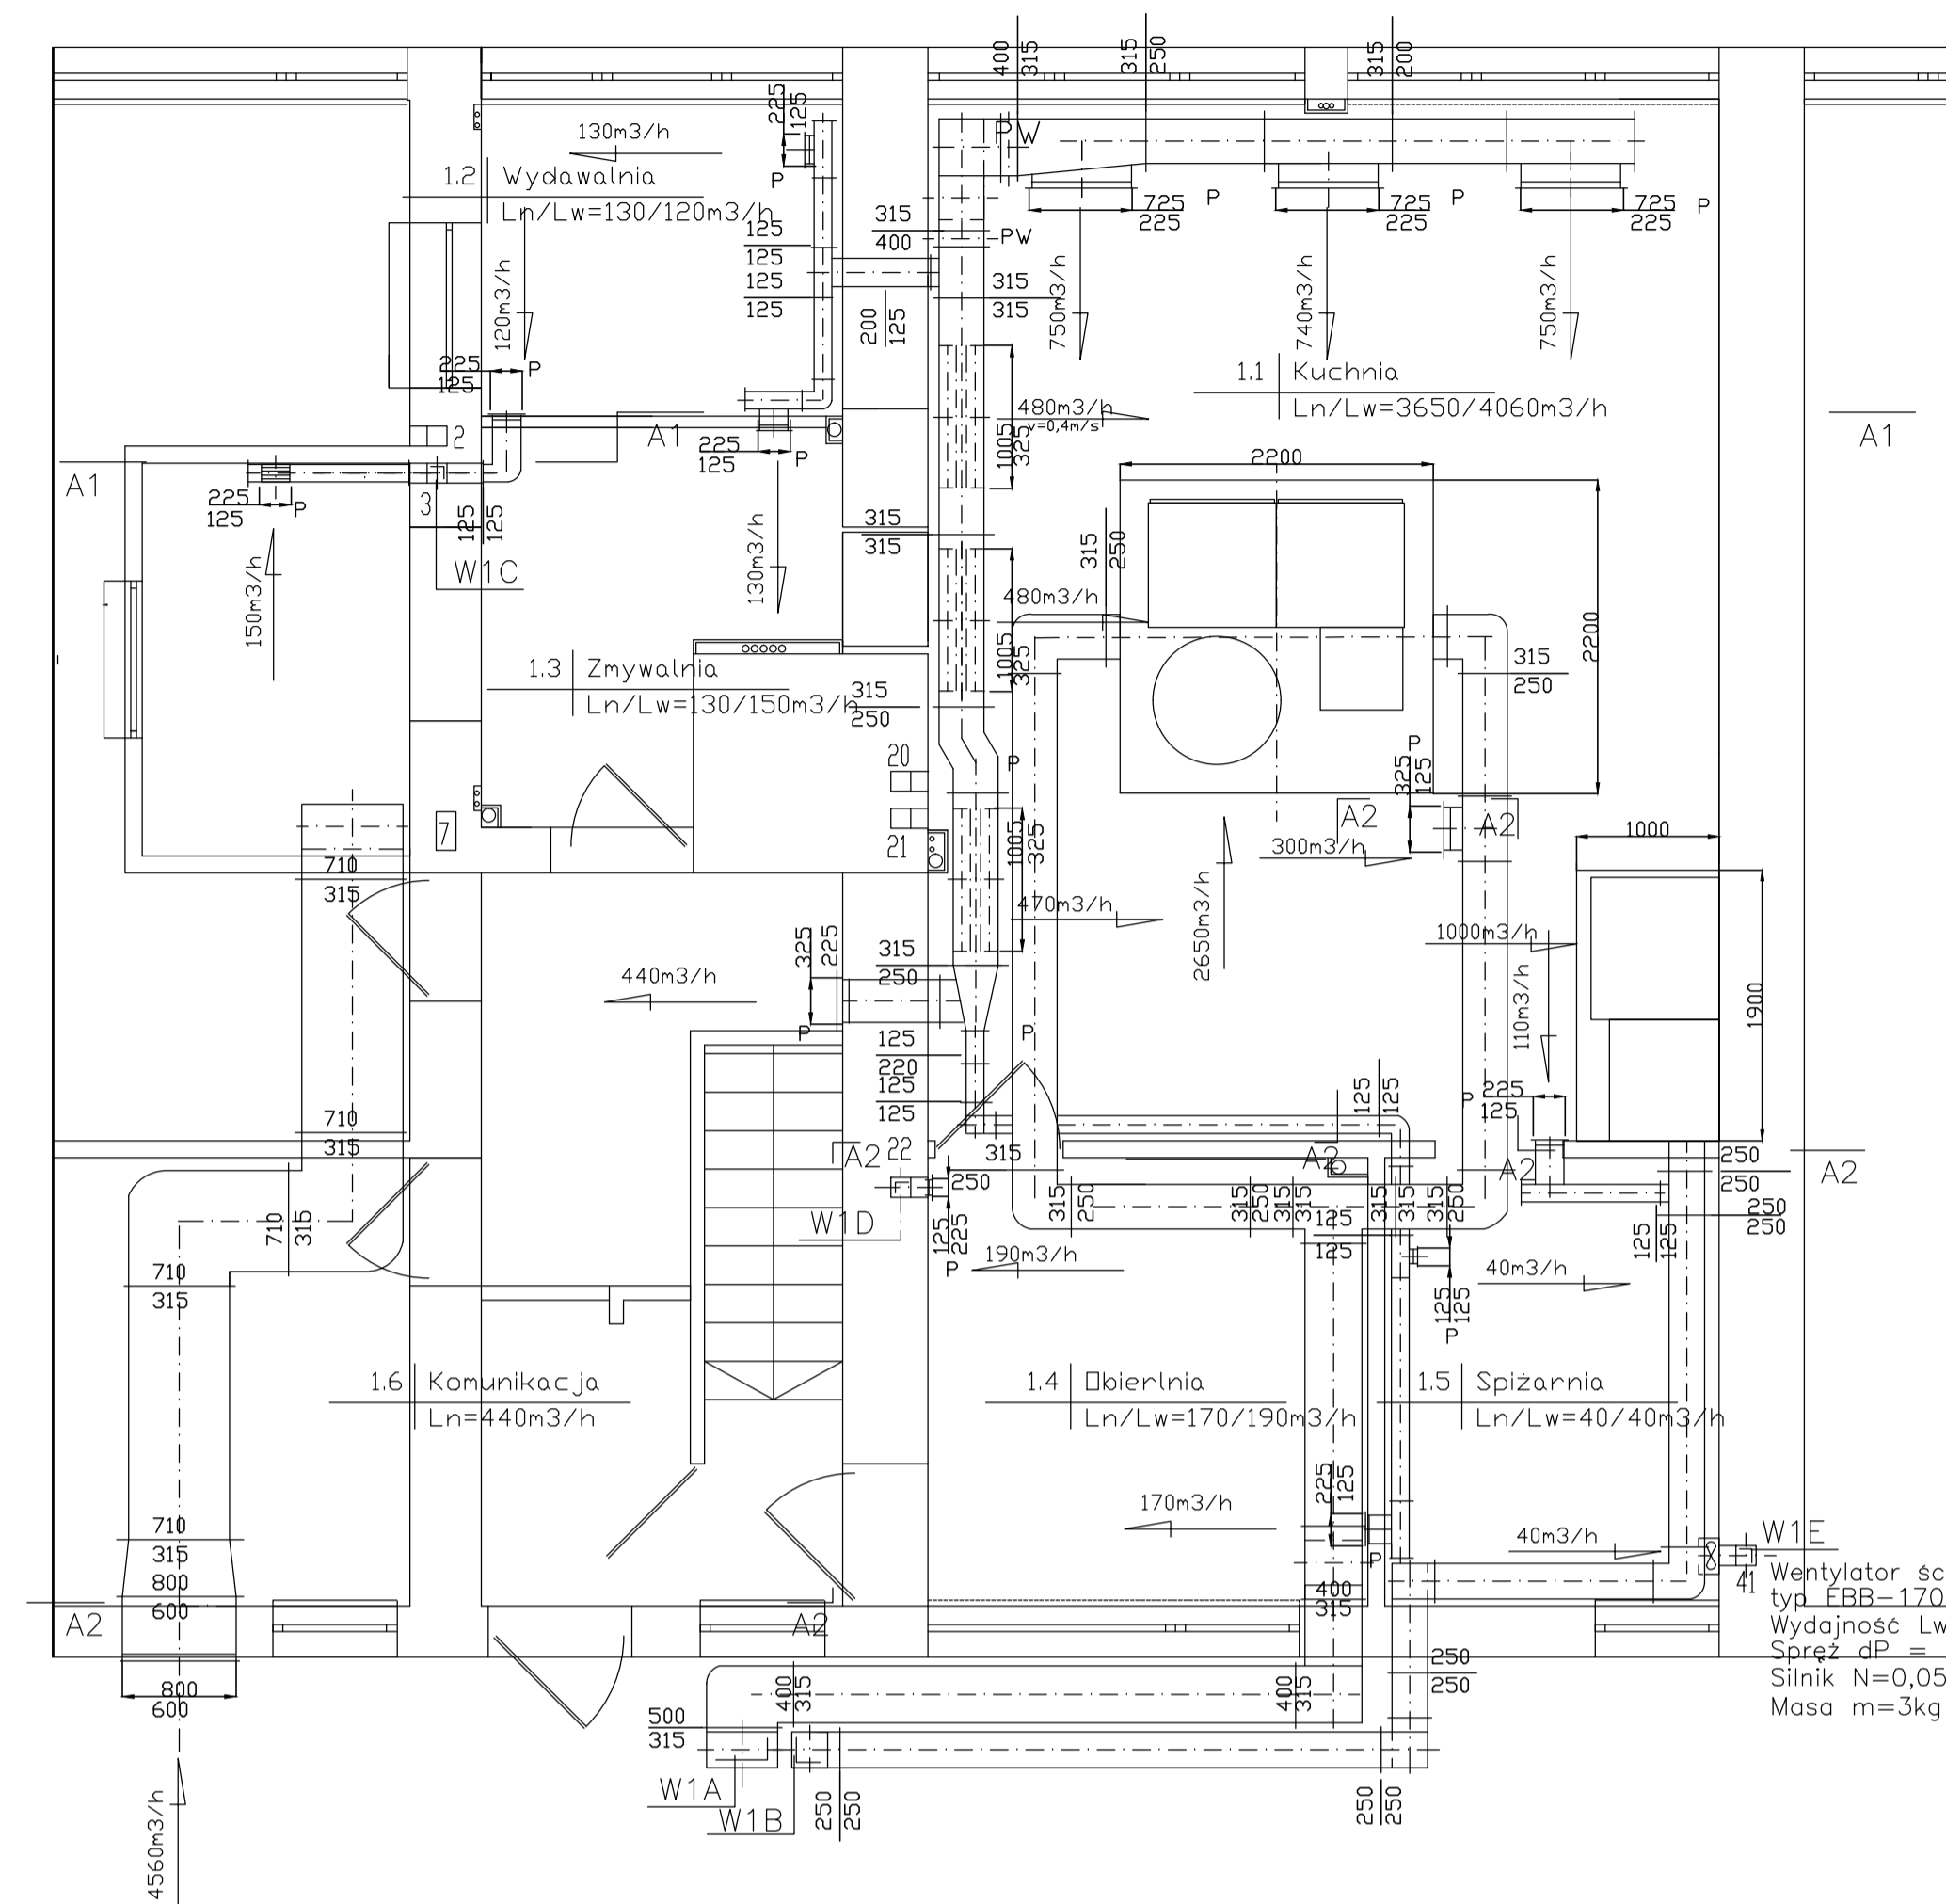 400
315
315
250
315
200
225
125
130m3/h
P
PW
1.2
Wydawalnia
Ln/Lw=130/120m3/h
725
225
P
725
225
P
725
225
P
315
400
PW
125
125
125
125
315
315
200
125
120m3/h
750m3/h
740m3/h
750m3/h
225
125
P
1.1
Kuchnia
Ln/Lw=3650/4060m3/h
480m3/h
v=0,4m/s
1005
325
A1
A1
A1
2
225
125
P
2200
225
125
P
3
125
125
W1C
315
315
315
250
150m3/h
130m3/h
480m3/h
1005
325
2200
1.3
Zmywalnia
Ln/Lw=130/150m3/h
315
250
315
250
20
P
P
325
125
7
21
A2
A2
1005
325
300m3/h
1000
710
315
470m3/h
2650m3/h
1000m3/h
325
225
315
250
440m3/h
110m3/h
1900
P
P
125
220
125
125
125
125
P
225
125
710
315
A2
22
315
250
A2
A2
250
250
A2
250
250
710
315
W1D
125
225
P
315
250
315
250
315
315
315
315
315
250
125
125
125
125
190m3/h
40m3/h
710
315
125
125
P
1.6
Komunikacja
Ln=440m3/h
1.4
Obierlnia
Ln/Lw=170/190m3/h
1.5
Spiżarnia
Ln/Lw=40/40m3/h
225
125
170m3/h
P
40m3/h
710
315
W1E
41
Wentylator śc
typ EBB-170
Wydajność Lw
Spręż dP =
Silnik N=0,05
Masa m=3kg
800
600
400
315
A2
A2
250
250
800
600
400
315
400
315
500
315
W1A
W1B
250
250
250
250
4560m3/h